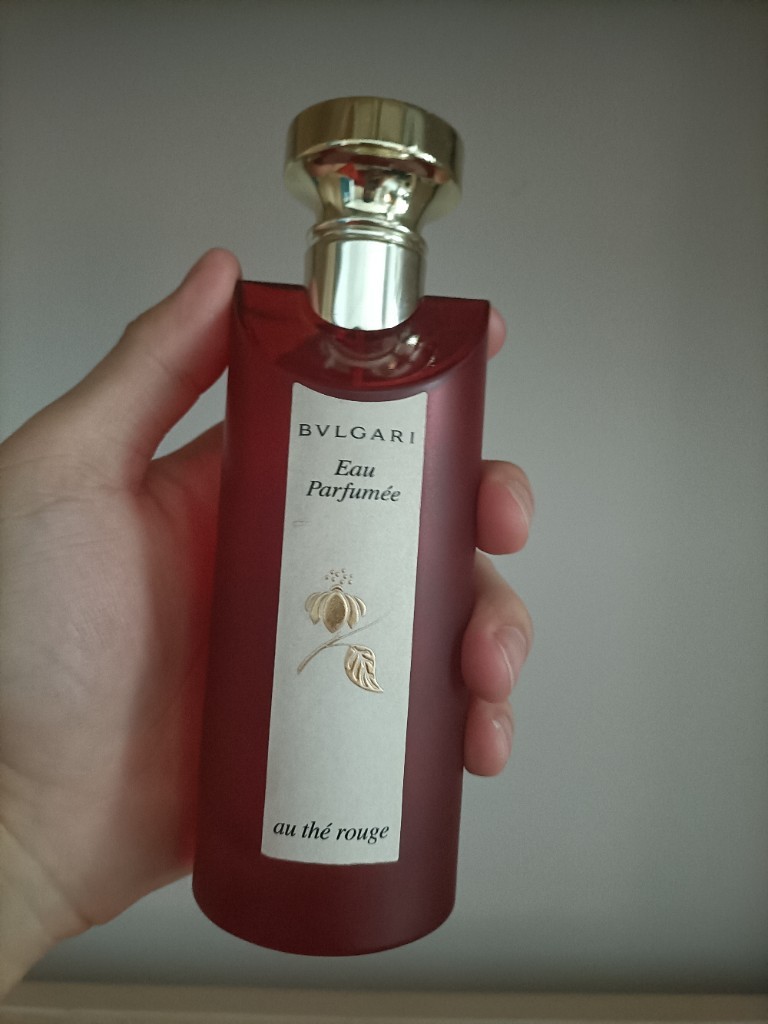 BVLGARI
Eau
Parfumée
au thé rouge